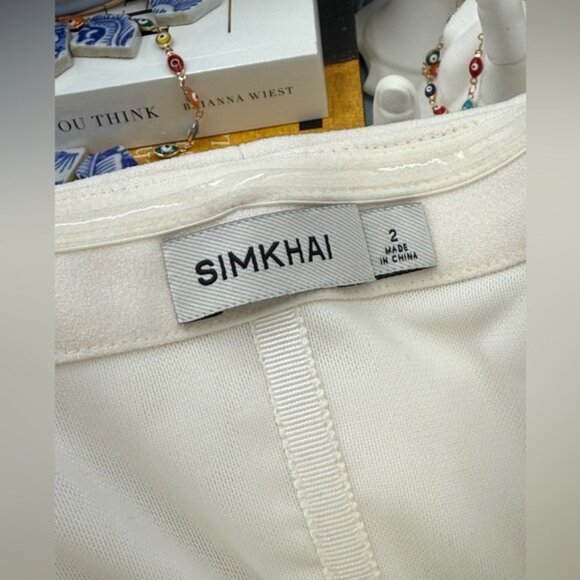 OU THINK
BRIANNA WIEST
SIMKHAI
2
MADE
IN CHINA